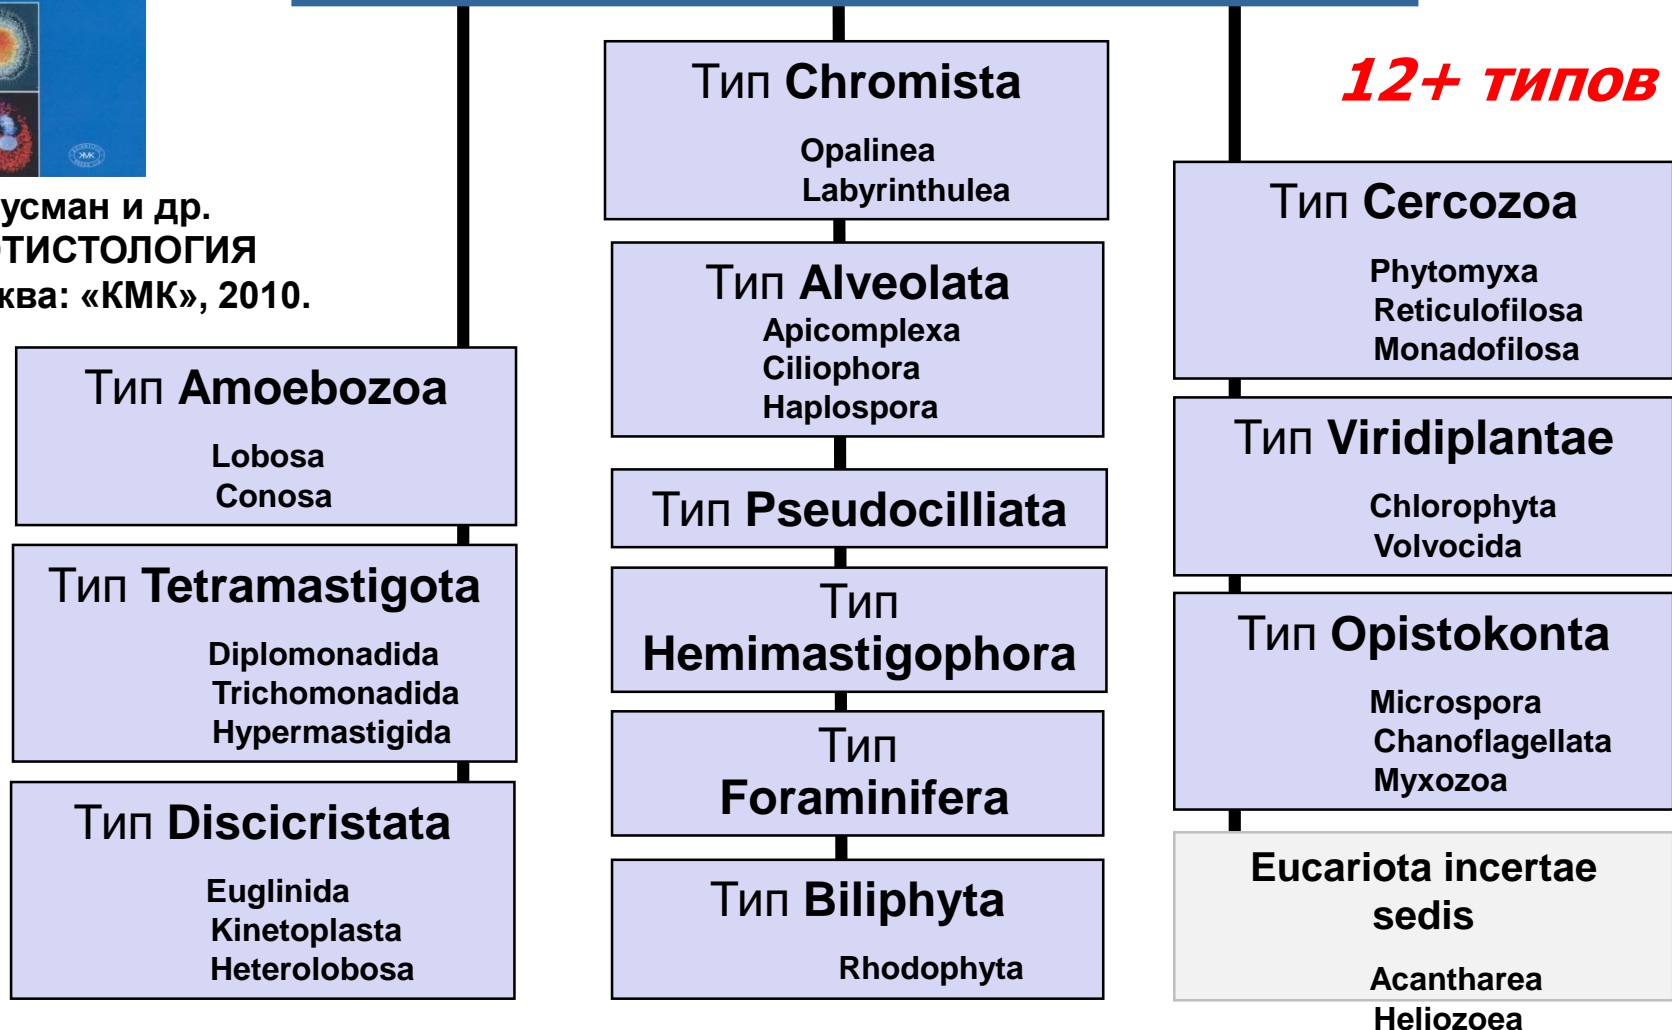 12+ типов
усман и др.
ТИСТОЛОГИЯ
ква: «КМК», 2010.
Тип Amoebozoa
Lobosa
Conosa
Тип Tetramastigota
Diplomonadida
Trichomonadida
Hypermastigida
Тип Discicristata
Euglinida
Kinetoplasta
Heterolobosa
Тип Chromista
Opalinea
Labyrinthulea
Тип Alveolata
Apicomplexa
Ciliophora
Haplospora
Тип Pseudocilliata
Тип
Hemimastigophora
Тип
Foraminifera
Тип Biliphyta
Rhodophyta
Тип Cercozoa
Phytomyxa
Reticulofilosa
Monadofilosa
Тип Viridiplantae
Chlorophyta
Volvocida
Тип Opistokonta
Microspora
Chanoflagellata
Myxozoa
Eucariota incertae
sedis
Acantharea
Heliozoea